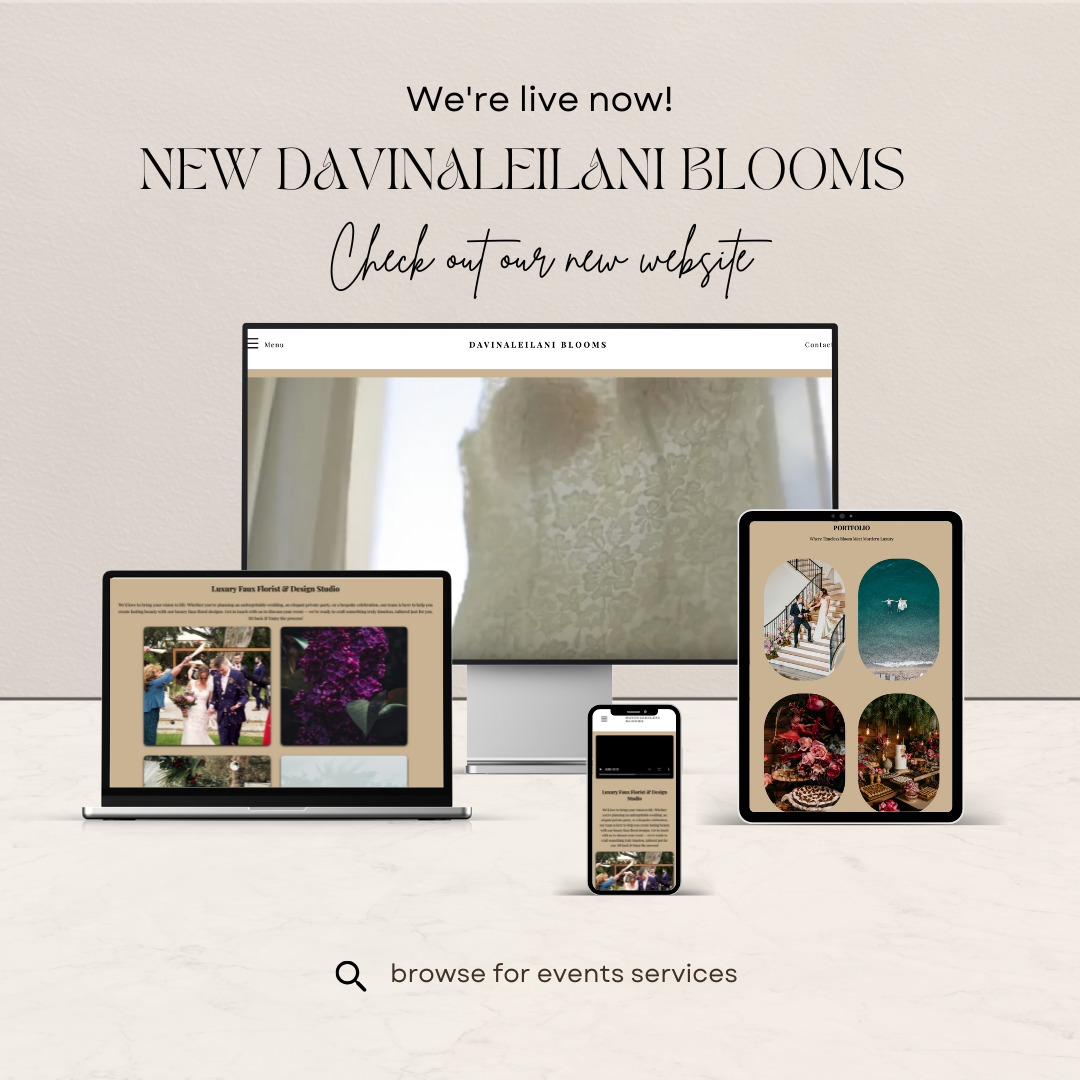 We're live now!
NEW DAVINALEILANI BLOOMS
Check out our new website
Menu
DAVINALEILANI BLOOMS
Contac
PORTFOLIO
Where Timeless Bloom Meet Modern Luxury
Luxury Faux Florist & Design Studio
We'd love to bring your vision to life. Whether you're planning an unforgettable wedding, an elegant private party, or a bespoke celebration, our team is here to help you
create lasting beauty with our luxury faux floral designs. Get in touch with us to discuss your event — we're ready to craft something truly timeless, tailored just for you.
Sit back & Enjoy the process!
Luxury Faux Florist & Design
Studio
browse for events services